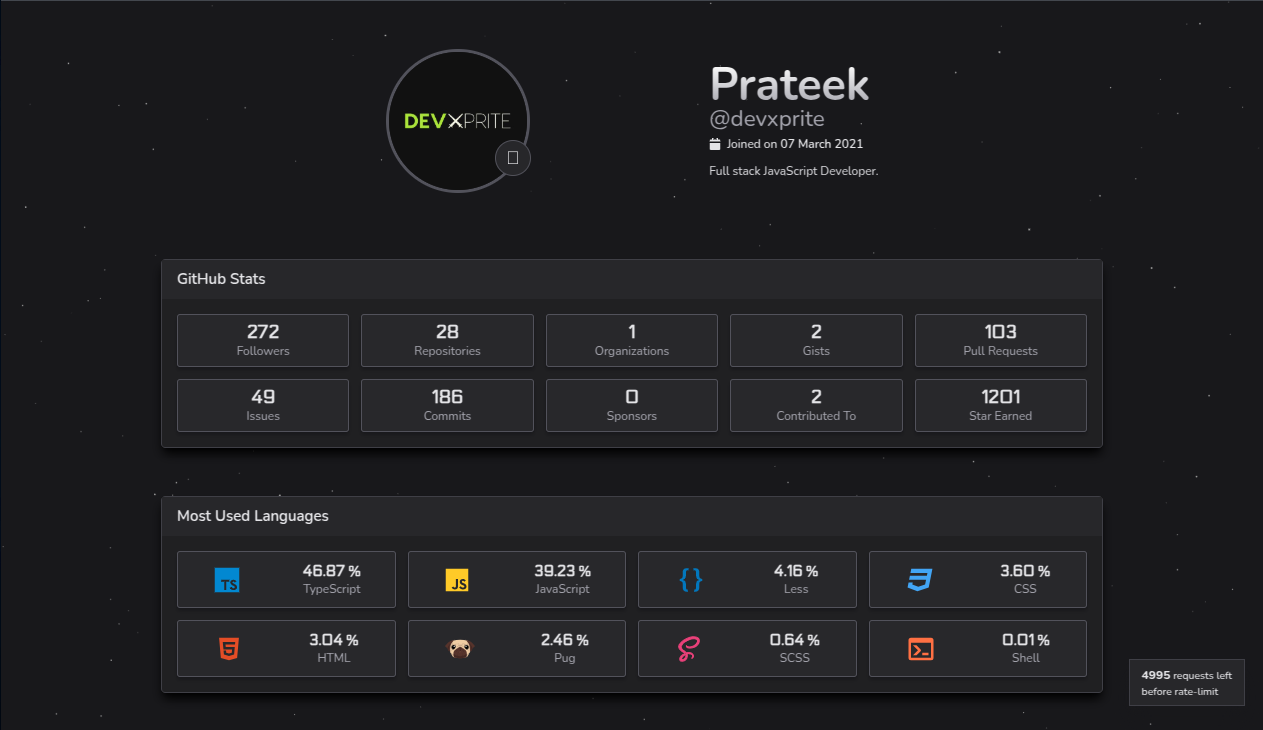 DEVXPRITE
Prateek
@devxprite
Joined on 07 March 2021
Full stack JavaScript Developer.
GitHub Stats
272
Followers
28
Repositories
1
Organizations
2
Gists
103
Pull Requests
49
Issues
186
Commits
0
Sponsors
2
Contributed To
1201
Star Earned
Most Used Languages
TS
46.87 %
TypeScript
JS
39.23 %
JavaScript
{ }
4.16 %
Less
3.60 %
CSS
5
3.04 %
HTML
2.46 %
Pug
0.64 %
SCSS
0.01 %
Shell
4995 requests left
before rate-limit